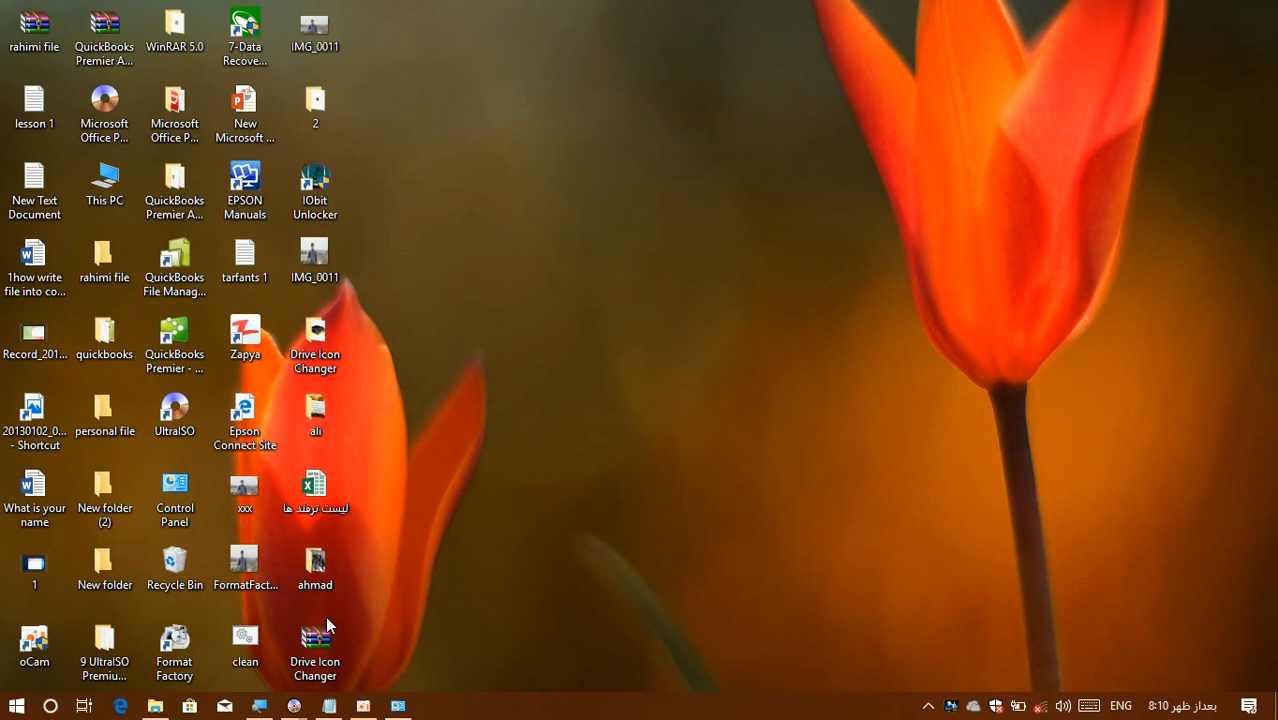 rahimi file
QuickBooks
Premier A...
WinRAR 5.0
7-Data
Recove...
IMG_0011
lesson 1
Microsoft
Office P...
Microsoft
Office P...
New
Microsoft ...
2
New Text
Document
This PC
QuickBooks
Premier A...
EPSON
Manuals
IObit
Unlocker
1how write
file into co...
rahimi file
QuickBooks
File Manag...
tarfants 1
IMG_0011
Record_201...
quickbooks
QuickBooks
Premier - ...
Zapya
Drive Icon
Changer
20130102_0...
- Shortcut
personal file
UltraISO
Epson
Connect Site
ali
What is your
name
New folder
(2)
Control
Panel
xxx
لیست ترفند ها
1
New folder
Recycle Bin
FormatFact...
ahmad
oCam
9 UltraISO
Premiu...
Format
Factory
clean
Drive Icon
Changer
ENG
8:10 بعداز ظهر